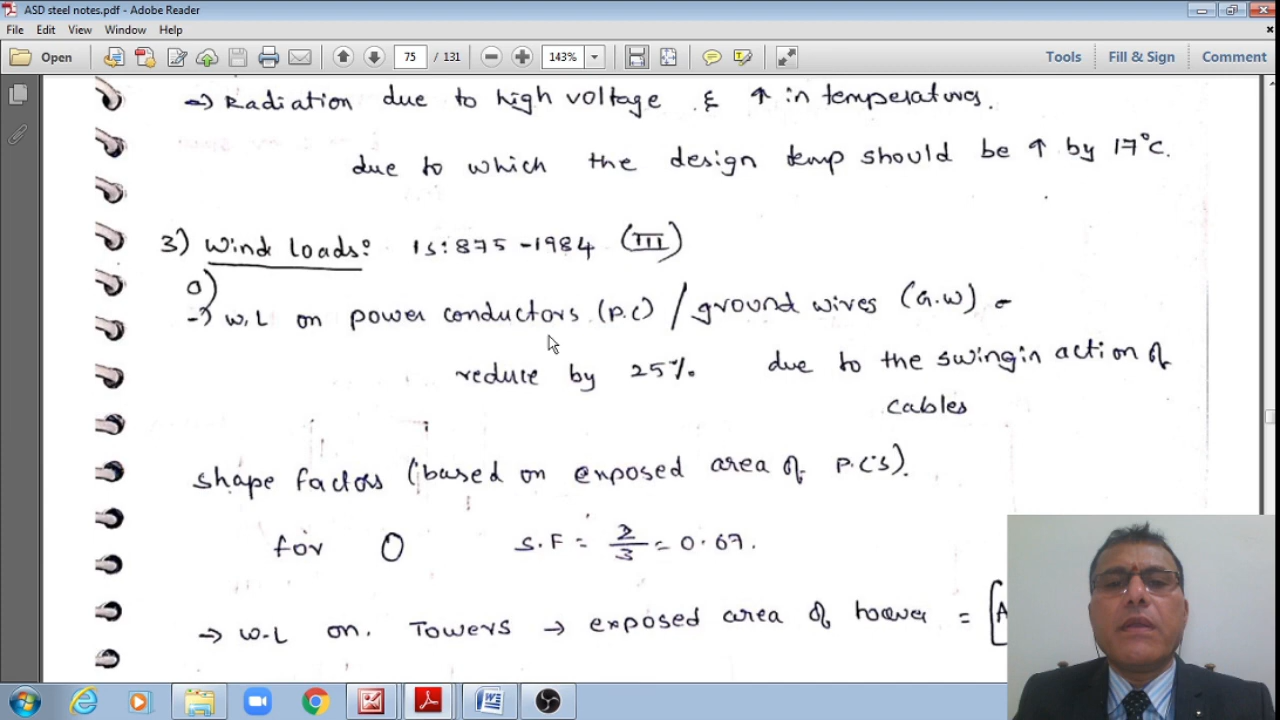 ASD steel notes.pdf - Adobe Reader
File Edit View Window Help
Open 75 / 131 143% Tools Fill & Sign Comment
→ Radiation due to high voltage & ↑ in temperatures.
due to which the design temp should be ↑ by 17°C.
3) Wind Loads: IS:875 -1984 (III)
a)
→ W.L on power conductors (P.C) / ground wires (G.W) -
reduce by 25%. due to the swingin action of
cables
shape factors (based on exposed area of P.C's).
for O S.F = 2/3 = 0.67.
→ W.L on. Towers → exposed area of tower = [A